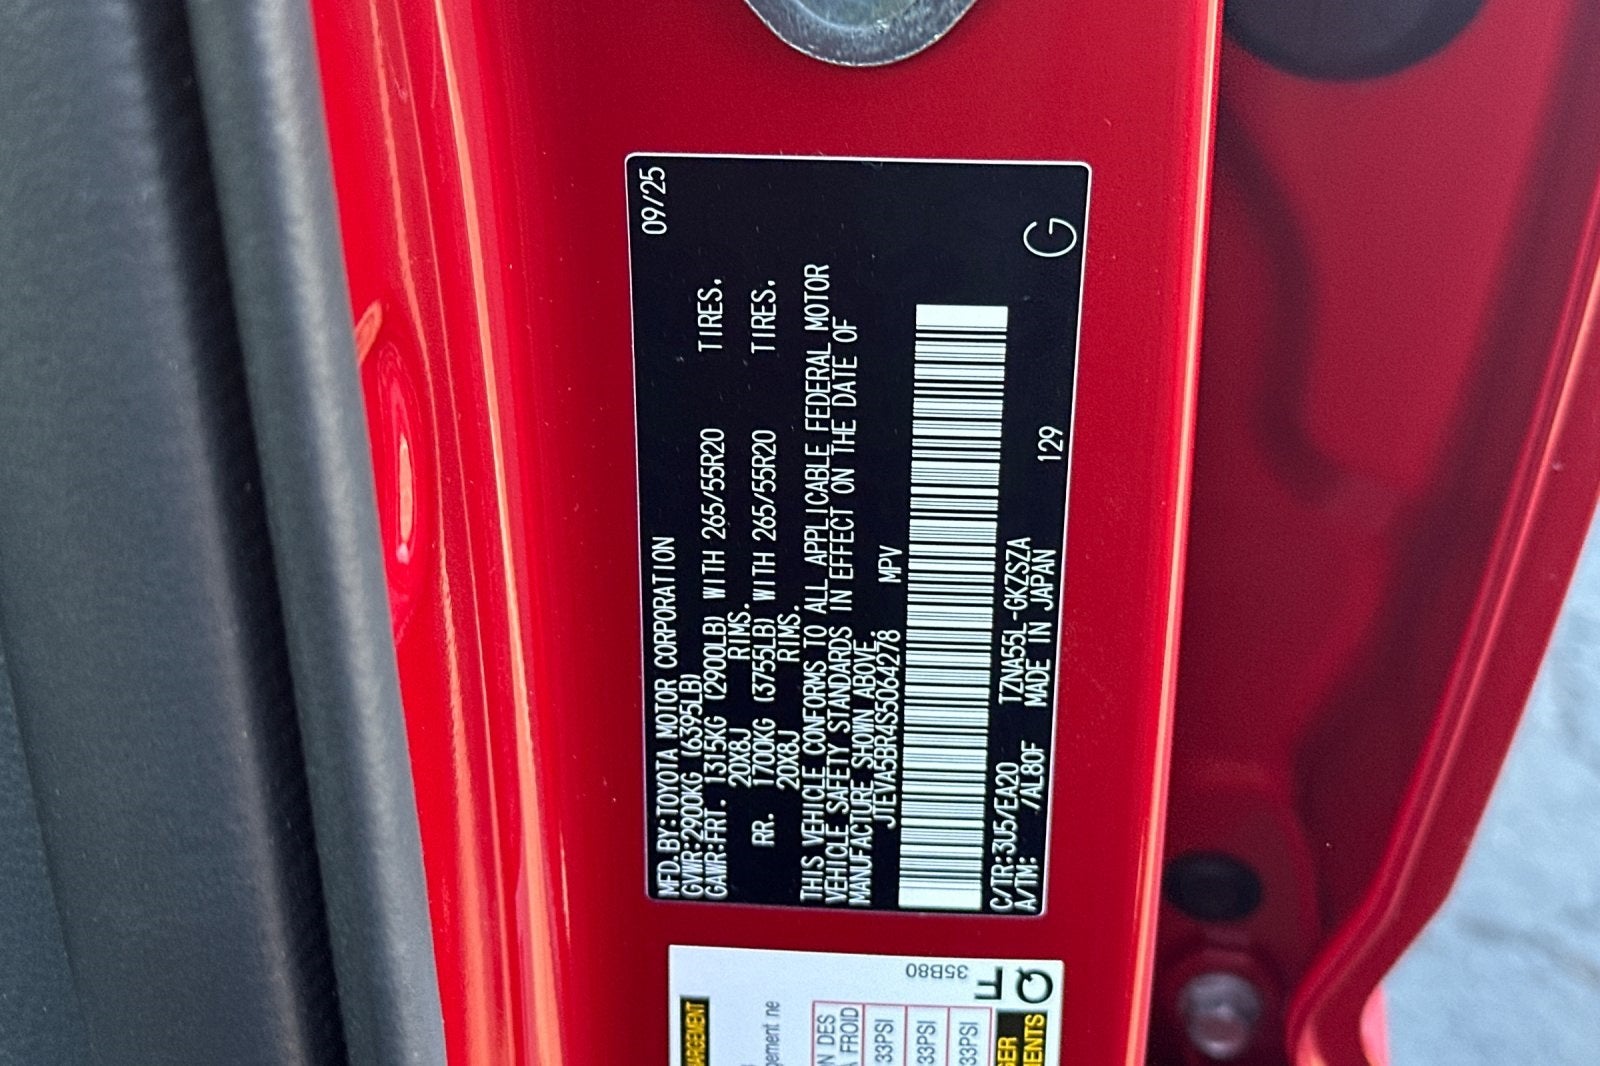 MFD.BY:TOYOTA MOTOR CORPORATION 09/25
GVWR:2900KG (6395LB)
GAWR:FRT. 1315KG (2900LB) WITH 265/55R20 TIRES.
20X8J RIMS.
RR. 1700KG (3755LB) WITH 265/55R20 TIRES.
20X8J RIMS.
THIS VEHICLE CONFORMS TO ALL APPLICABLE FEDERAL MOTOR
VEHICLE SAFETY STANDARDS IN EFFECT ON THE DATE OF
MANUFACTURE SHOWN ABOVE.
JTEVA5BR4S5064278 MPV
C/TR:3U5/EA20 TZNA55L-GKZSZA 129 G
A/TM: /AL80F MADE IN JAPAN
35B80
F
Q
ON DES
A FROID
33PSI
33PSI
33PSI